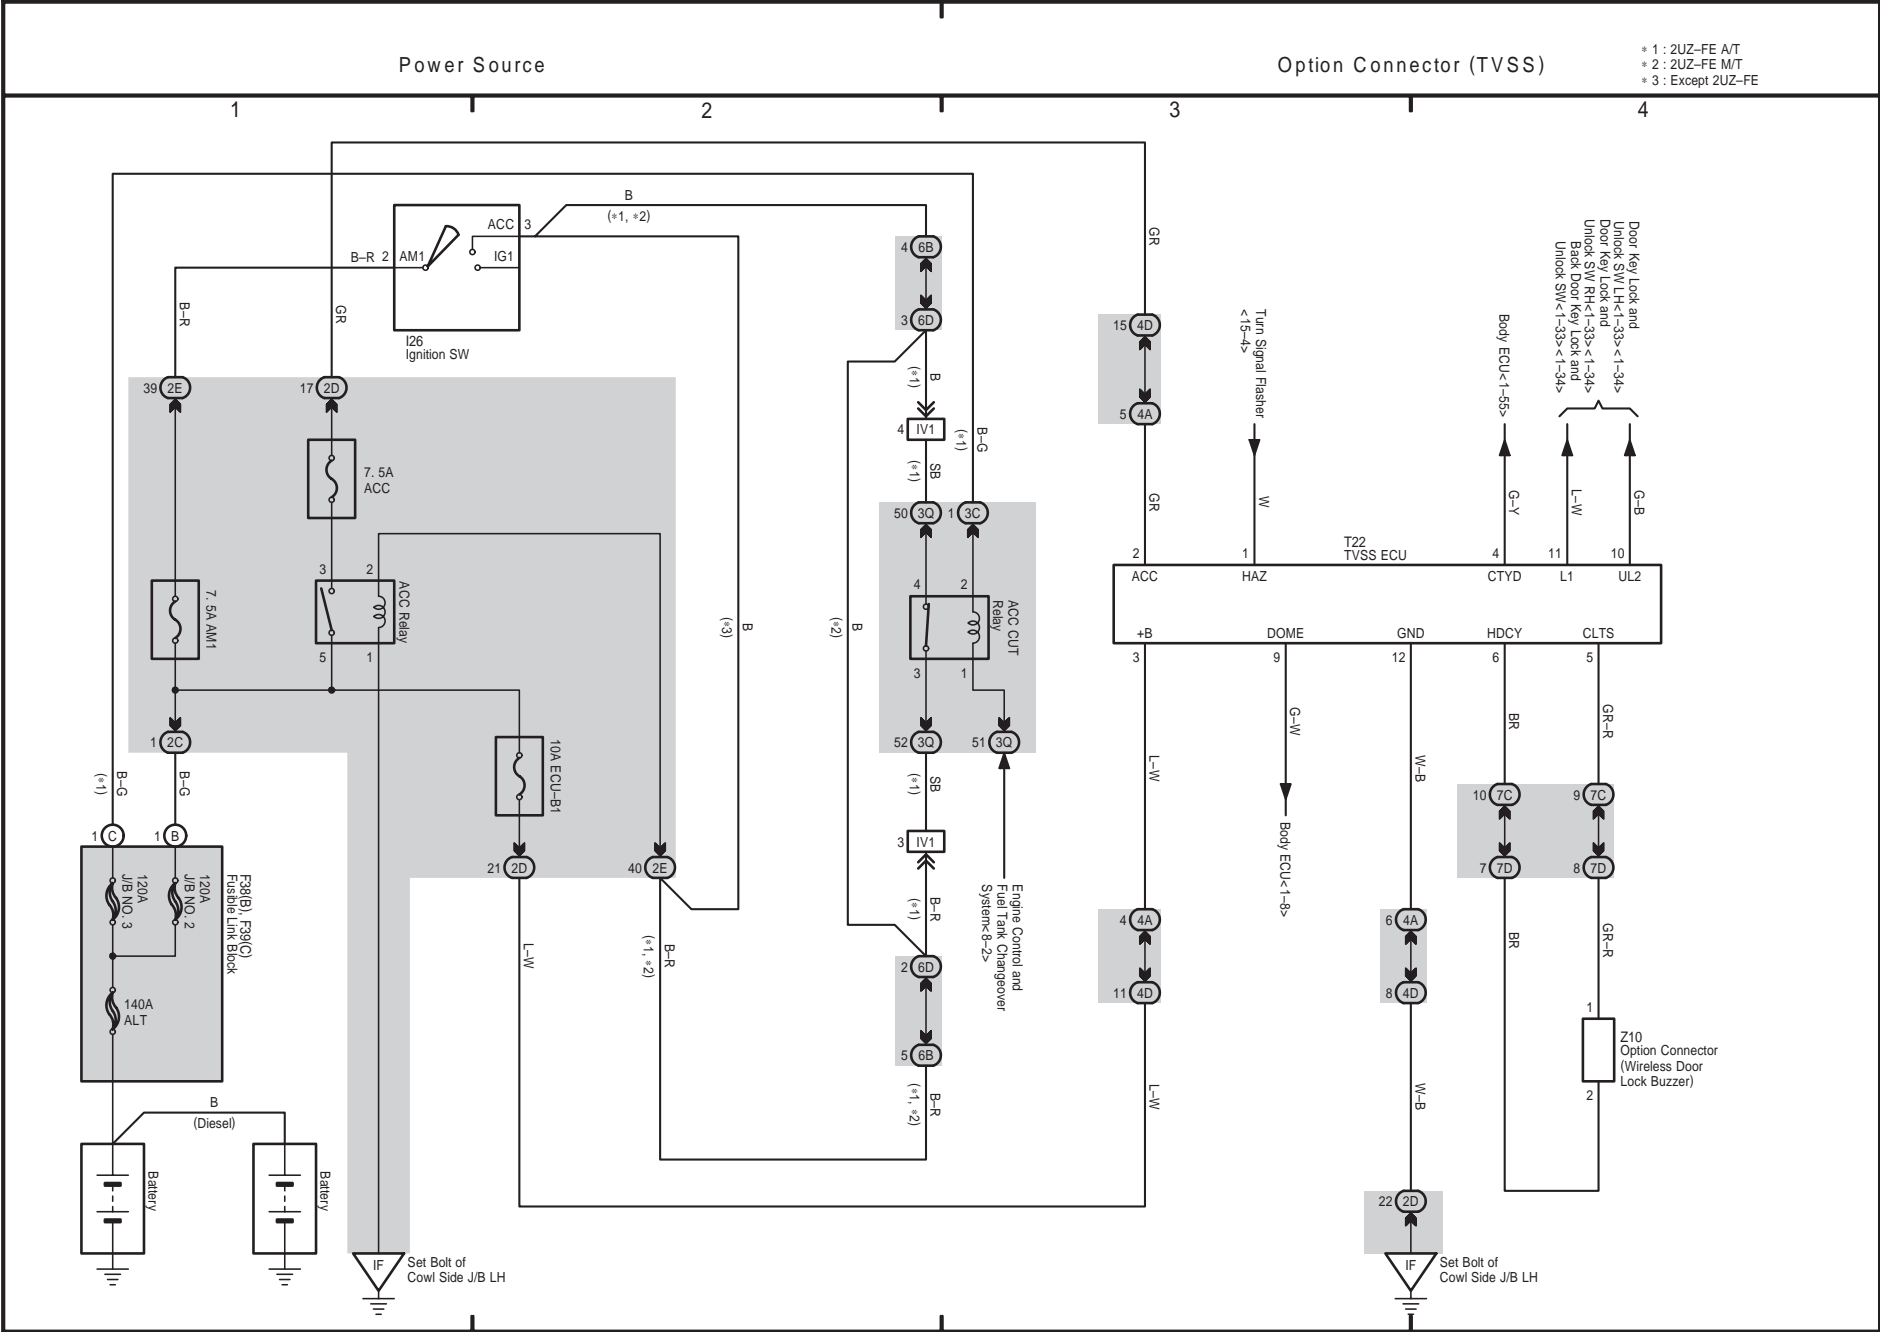 Power Source
Option Connector (TVSS)
* 1 : 2UZ–FE A/T
* 2 : 2UZ–FE M/T
* 3 : Except 2UZ–FE
1
2
3
4
B
(*1, *2)
ACC
3
B–R
2
AM1
IG1
I26
Ignition SW
B–R
GR
39
2E
17
2D
7. 5A
ACC
7. 5A AM1
3
2
ACC Relay
5
1
1
2C
10A ECU–B1
21
2D
40
2E
B–G
(*1)
B–G
1
C
1
B
120A
J/B NO. 3
120A
J/B NO. 2
F38(B), F39(C)
Fusible Link Block
140A
ALT
B
(Diesel)
Battery
Battery
IF
Set Bolt of
Cowl Side J/B LH
L–W
B–R
(*1, *2)
B
(*3)
B
(*2)
4
6B
3
6D
B
(*1)
4
IV1
SB
(*1)
B–G
(*1)
50
3Q
1
3C
4
2
ACC CUT
Relay
3
1
52
3Q
51
3Q
SB
(*1)
3
IV1
B–R
(*1)
Engine Control and
Fuel Tank Changeover
System<8–2>
2
6D
5
6B
B–R
(*1, *2)
GR
15
4D
5
4A
GR
Turn Signal Flasher
<15–4>
W
Body ECU<1–55>
G–Y
Door Key Lock and
Unlock SW LH<1–33><1–34>
Door Key Lock and
Unlock SW RH<1–33><1–34>
Back Door Key Lock and
Unlock SW<1–33><1–34>
L–W
G–B
T22
TVSS ECU
2
1
4
11
10
ACC
HAZ
CTYD
L1
UL2
+B
DOME
GND
HDCY
CLTS
3
9
12
6
5
L–W
G–W
Body ECU<1–8>
W–B
BR
GR–R
10
7C
9
7C
7
7D
8
7D
4
4A
11
4D
6
4A
8
4D
BR
GR–R
L–W
W–B
1
Z10
Option Connector
(Wireless Door
Lock Buzzer)
2
22
2D
IF
Set Bolt of
Cowl Side J/B LH